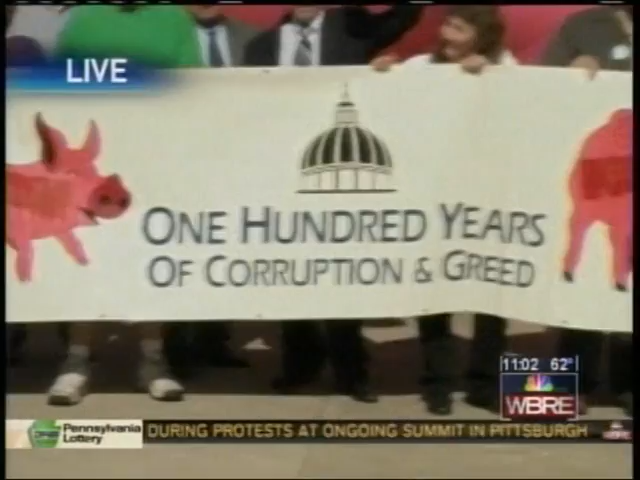 LIVE
ONE HUNDRED YEARS
OF CORRUPTION & GREED
11:02 62°
WBRE
Pennsylvania
Lottery
DURING PROTESTS AT ONGOING SUMMIT IN PITTSBURGH